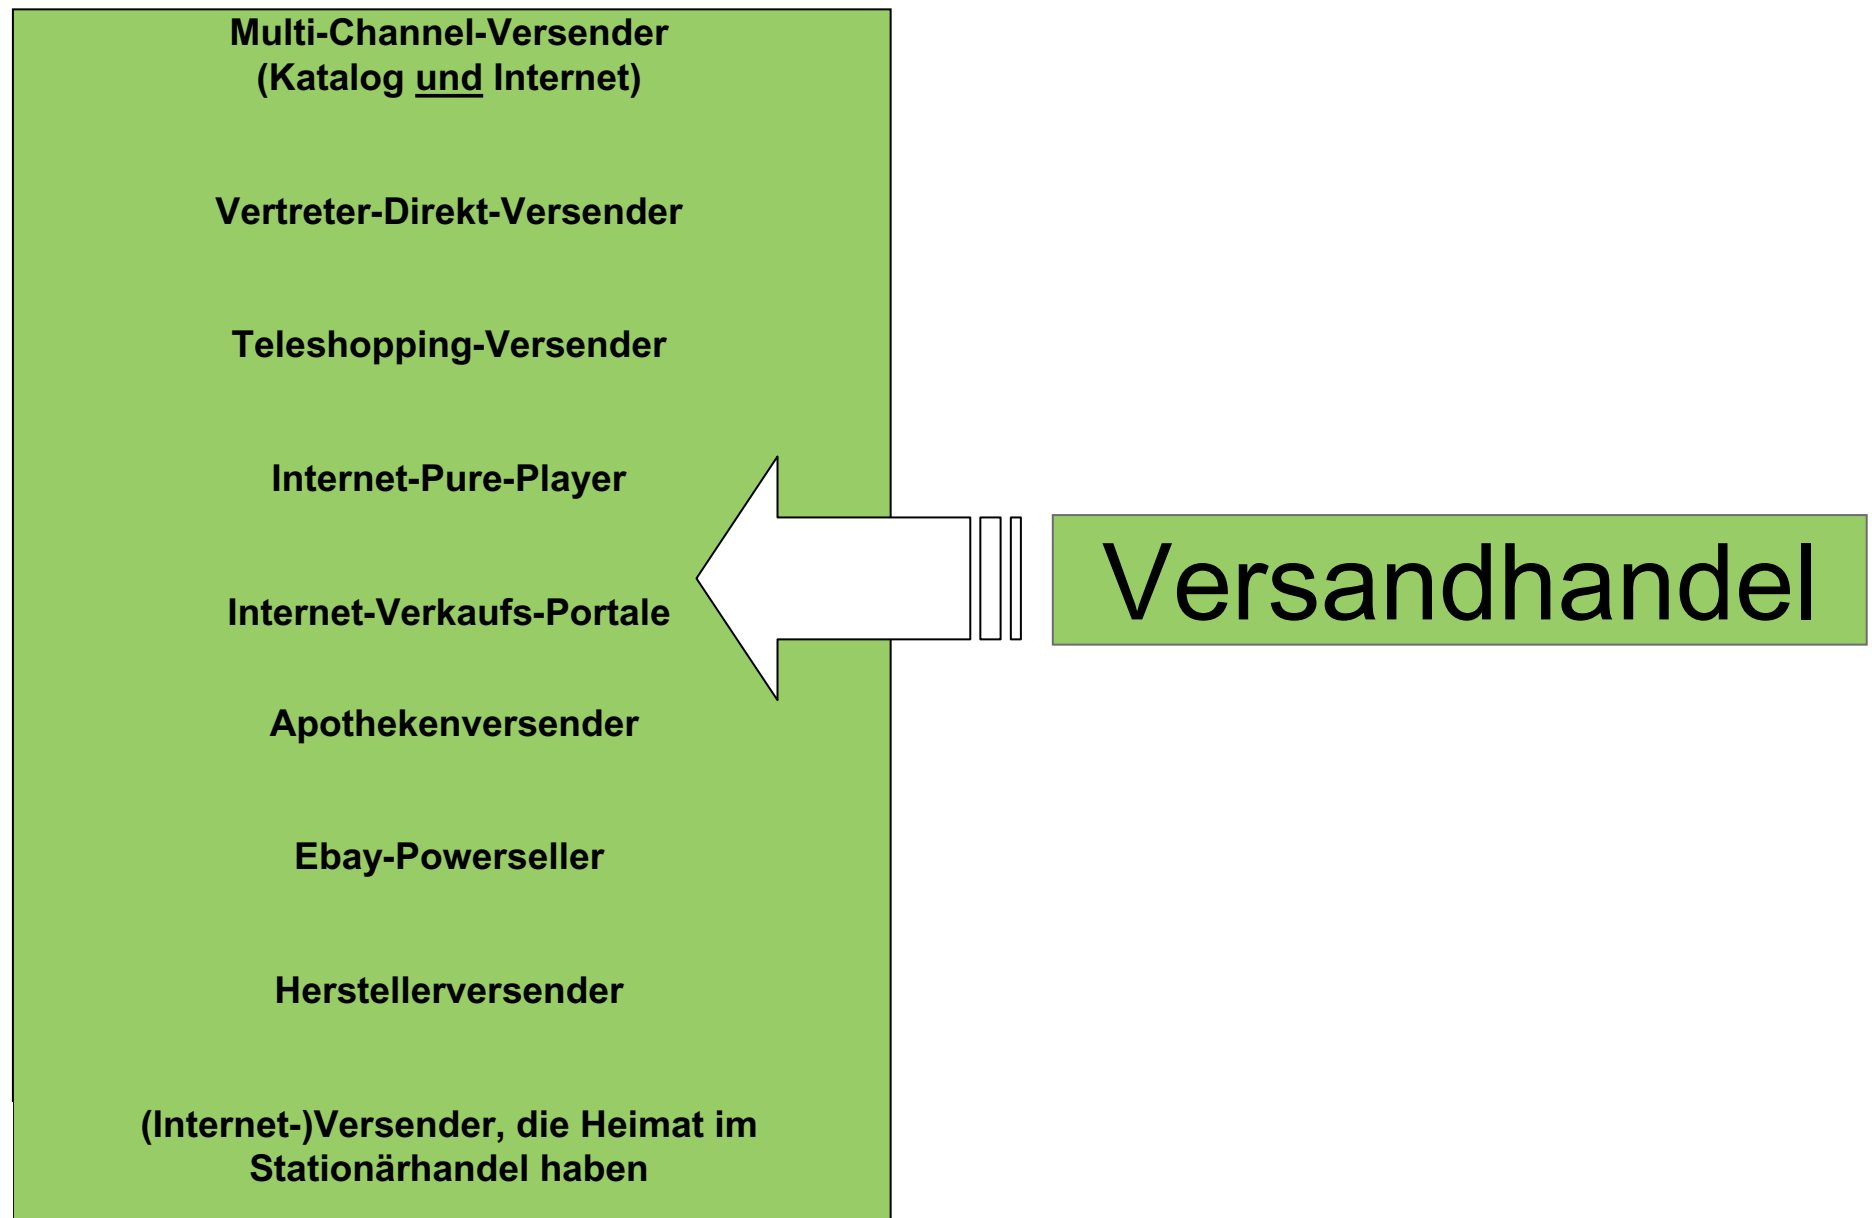 Multi-Channel-Versender
(Katalog und Internet)
Vertreter-Direkt-Versender
Teleshopping-Versender
Internet-Pure-Player
Internet-Verkaufs-Portale
Apothekenversender
Ebay-Powerseller
Herstellerversender
(Internet-)Versender, die Heimat im
Stationärhandel haben
Versandhandel